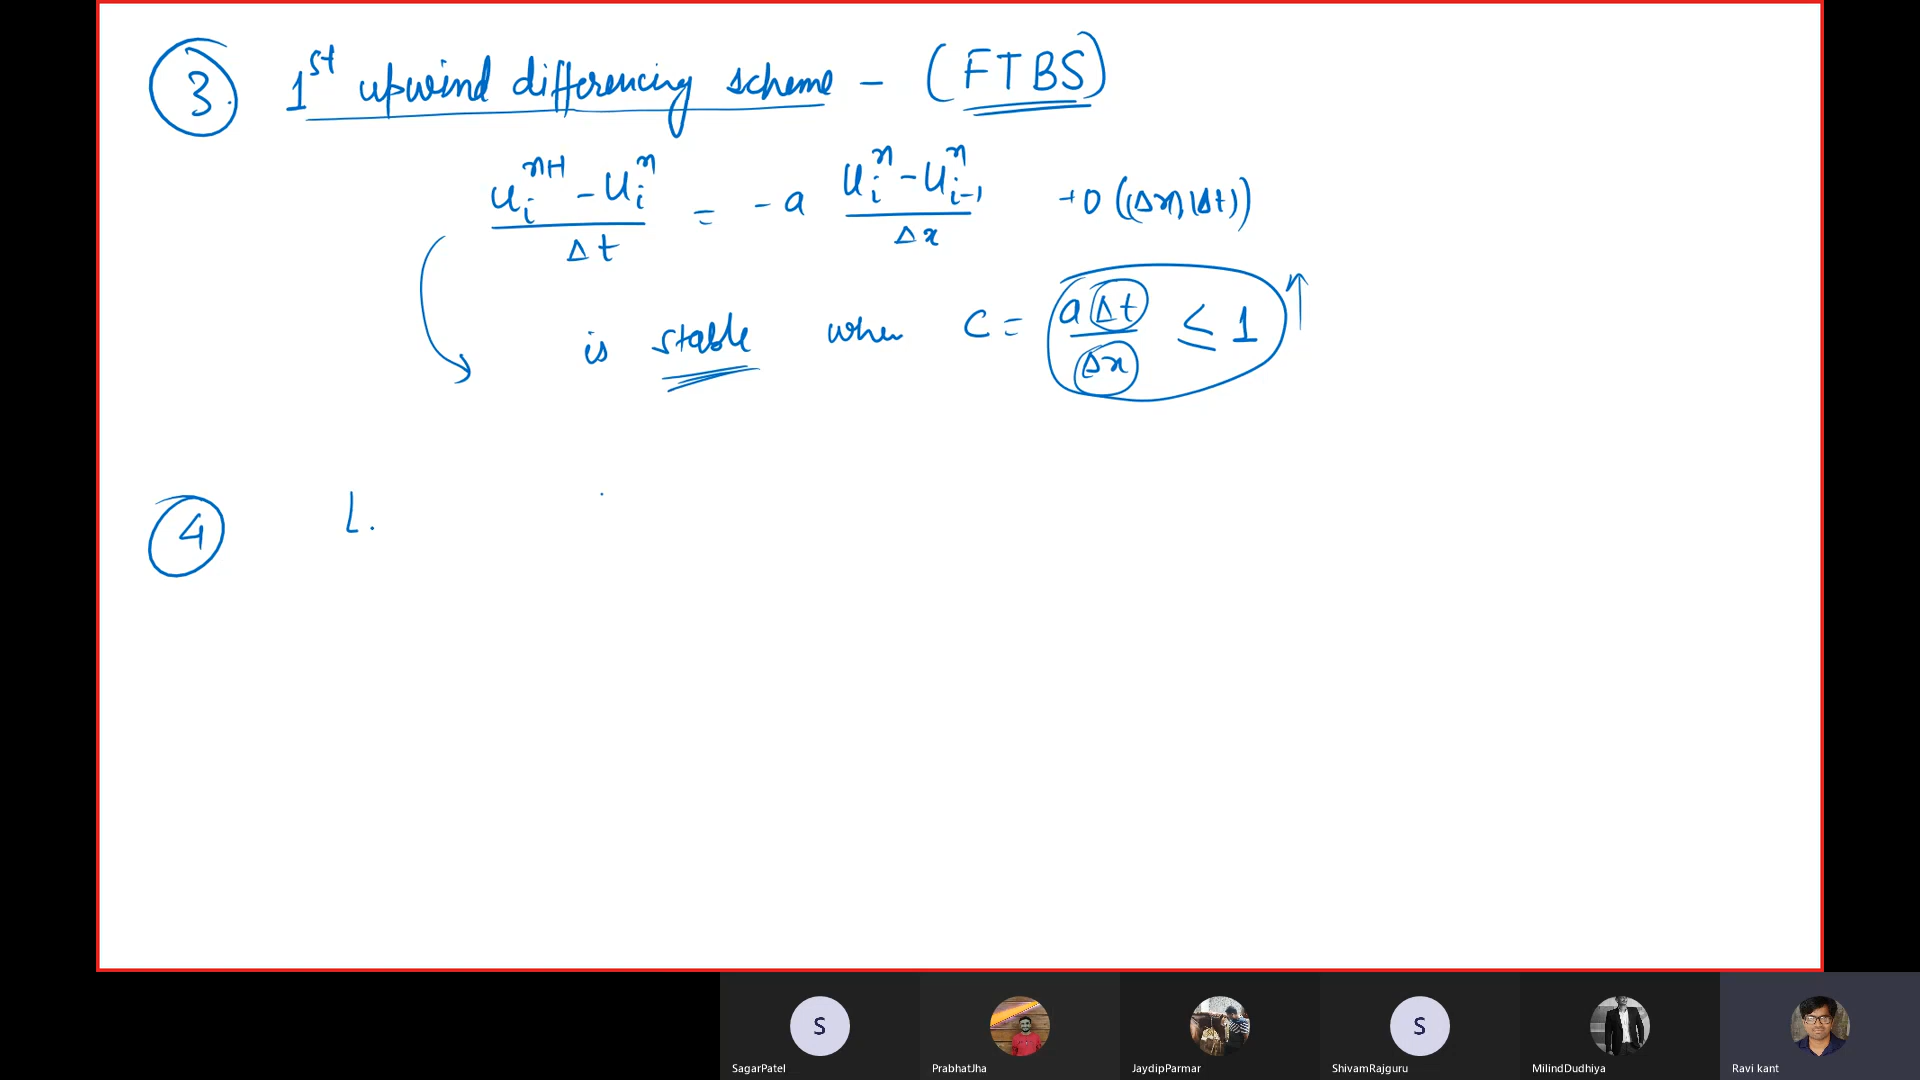 3. 1st upwind differencing scheme - (FTBS)
(u_i^{n+1} - u_i^n)/Δt = -a (u_i^n - u_{i-1}^n)/Δx + O((Δx), (Δt))
is stable when C = aΔt/Δx ≤ 1 ↑
4 L.
S S
SagarPatel PrabhatJha JaydipParmar ShivamRajguru MilindDudhiya Ravi kant